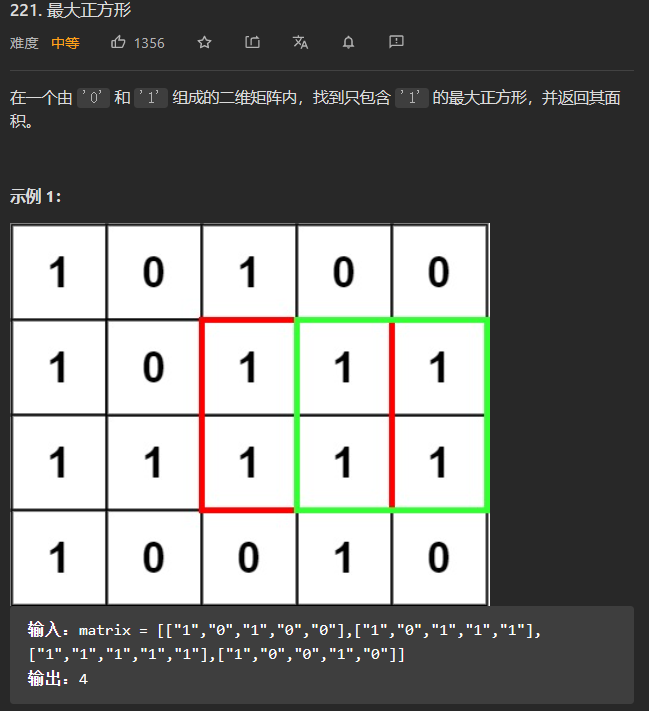 221. 最大正方形
难度 中等 1356
在一个由 '0' 和 '1' 组成的二维矩阵内，找到只包含 '1' 的最大正方形，并返回其面
积。
示例 1：
1 0 1 0 0
1 0 1 1 1
1 1 1 1 1
1 0 0 1 0
输入：matrix = [["1","0","1","0","0"],["1","0","1","1","1"],
["1","1","1","1","1"],["1","0","0","1","0"]]
输出：4